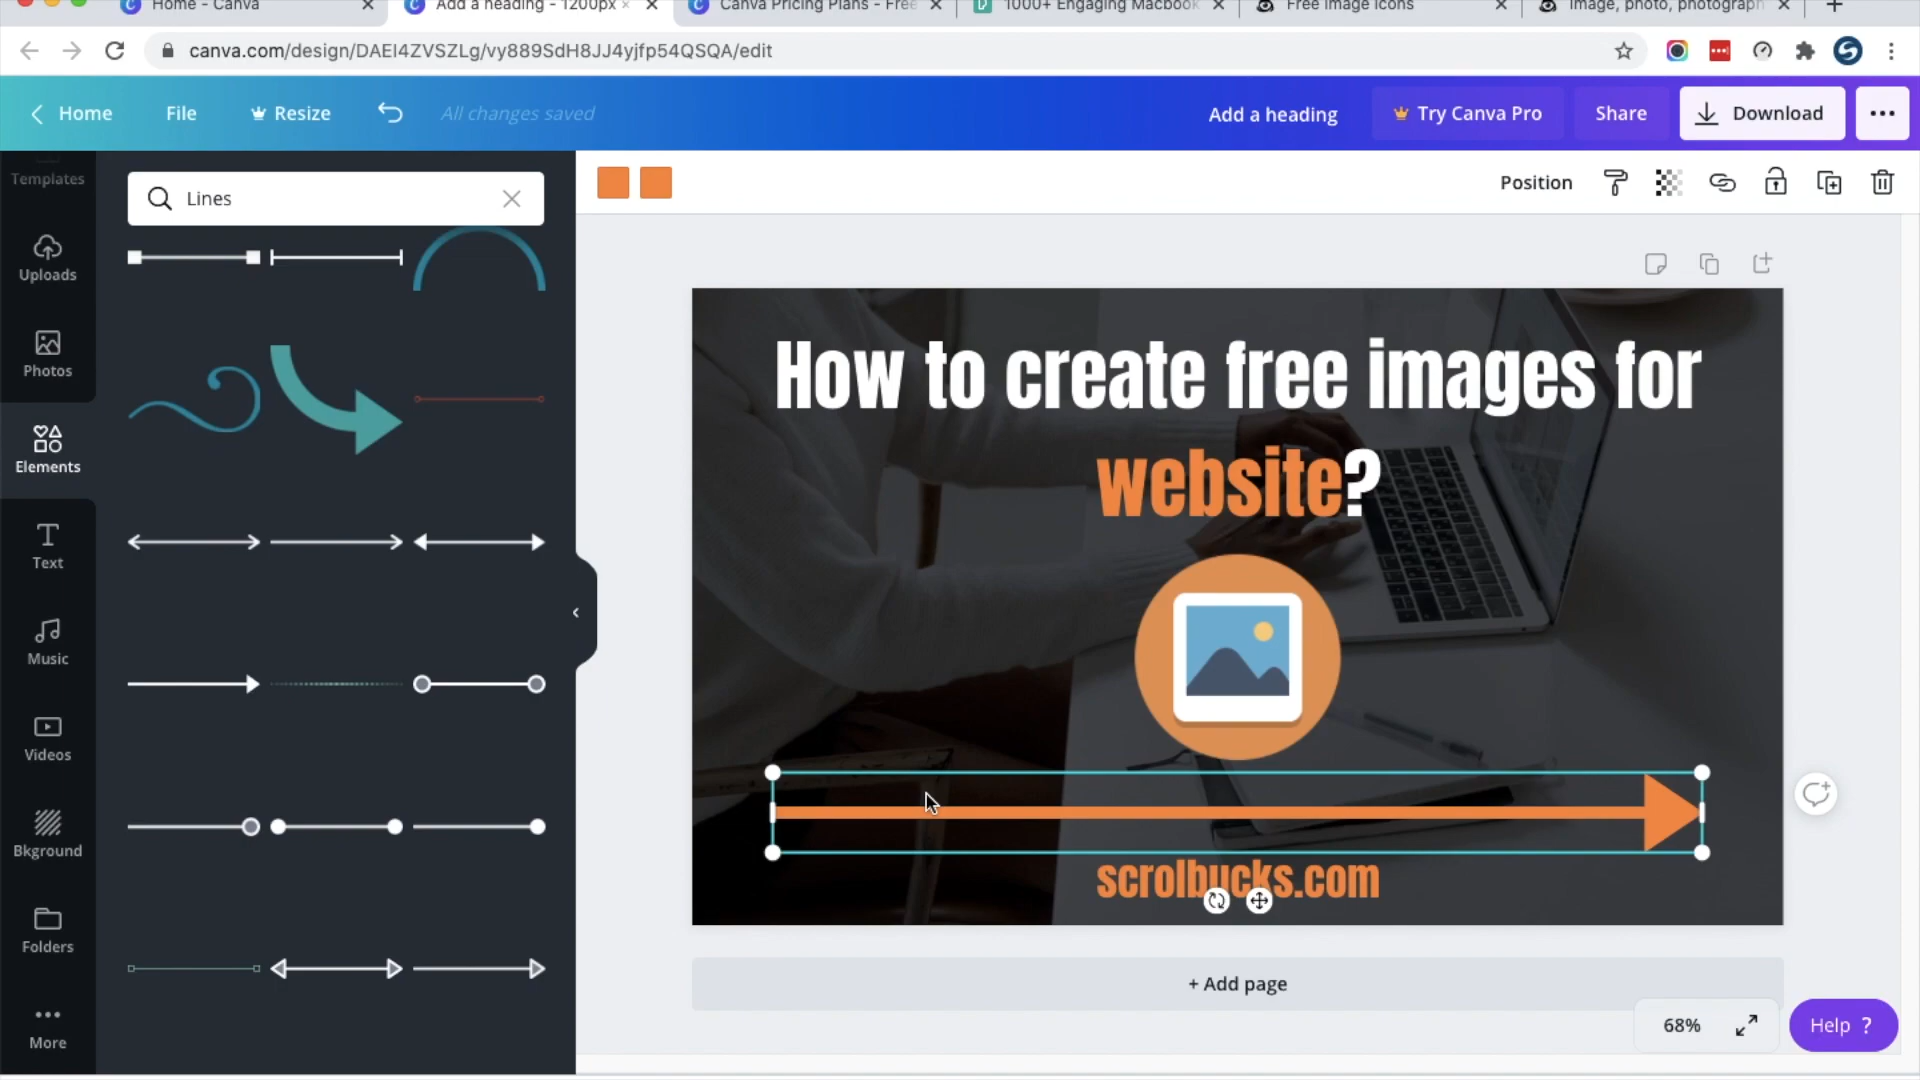 Home - Canva
Add a heading - 1200px
Canva Pricing Plans - Free
1000+ Engaging Macbook
Free Image Icons
Image, photo, photograph
canva.com/design/DAEI4ZVSZLg/vy889SdH8JJ4yjfp54QSQA/edit
Home
File
Resize
All changes saved
Add a heading
Try Canva Pro
Share
Download
Templates
Uploads
Photos
Elements
Text
Music
Videos
Bkground
Folders
More
Lines
Position
How to create free images for
website?
scrolbucks.com
+ Add page
68%
Help ?